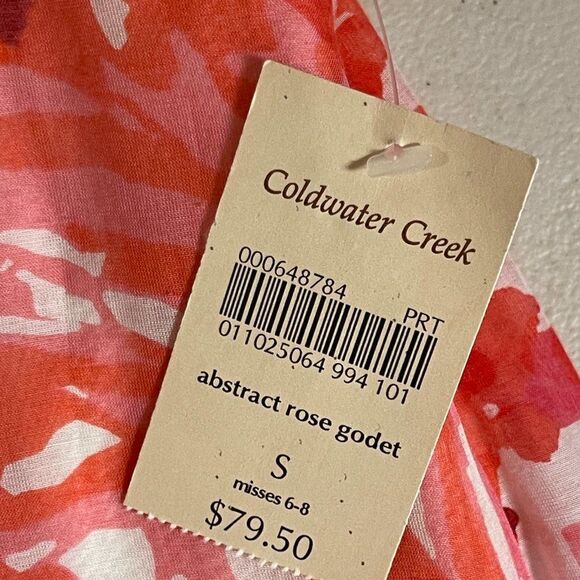 Coldwater Creek
000648784
PRT
011025064 994 101
abstract rose godet
S
misses 6-8
$79.50